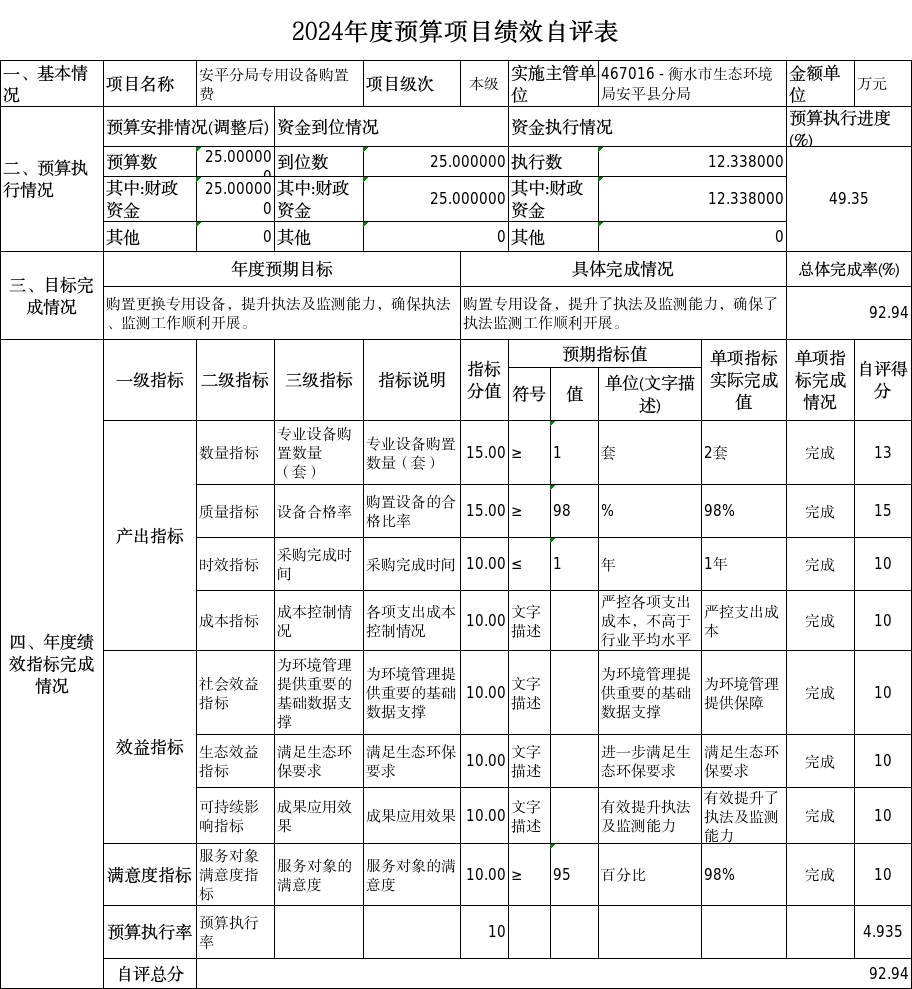 2024年度预算项目绩效自评表
一、基本情况 项目名称 安平分局专用设备购置费 项目级次 本级 实施主管单位 467016 - 衡水市生态环境局安平县分局 金额单位 万元
二、预算执行情况 预算安排情况(调整后) 资金到位情况 资金执行情况 预算执行进度(%)
预算数 25.000000 到位数 25.000000 执行数 12.338000 49.35
其中:财政资金 25.000000 其中:财政资金 25.000000 其中:财政资金 12.338000
其他 0 其他 0 其他 0
三、目标完成情况 年度预期目标 具体完成情况 总体完成率(%)
购置更换专用设备，提升执法及监测能力，确保执法、监测工作顺利开展。 购置专用设备，提升了执法及监测能力，确保了执法监测工作顺利开展。 92.94
四、年度绩效指标完成情况 一级指标 二级指标 三级指标 指标说明 指标分值 预期指标值 单项指标实际完成值 单项指标完成情况 自评得分
符号 值 单位(文字描述)
产出指标 数量指标 专业设备购置数量（套） 专业设备购置数量（套） 15.00 ≥ 1 套 2套 完成 13
质量指标 设备合格率 购置设备的合格比率 15.00 ≥ 98 % 98% 完成 15
时效指标 采购完成时间 采购完成时间 10.00 ≤ 1 年 1年 完成 10
成本指标 成本控制情况 各项支出成本控制情况 10.00 文字描述 严控各项支出成本，不高于行业平均水平 严控支出成本 完成 10
效益指标 社会效益指标 为环境管理提供重要的基础数据支撑 为环境管理提供重要的基础数据支撑 10.00 文字描述 为环境管理提供重要的基础数据支撑 为环境管理提供保障 完成 10
生态效益指标 满足生态环保要求 满足生态环保要求 10.00 文字描述 进一步满足生态环保要求 满足生态环保要求 完成 10
可持续影响指标 成果应用效果 成果应用效果 10.00 文字描述 有效提升执法及监测能力 有效提升了执法及监测能力 完成 10
满意度指标 服务对象满意度指标 服务对象的满意度 服务对象的满意度 10.00 ≥ 95 百分比 98% 完成 10
预算执行率 预算执行率 10 4.935
自评总分 92.94